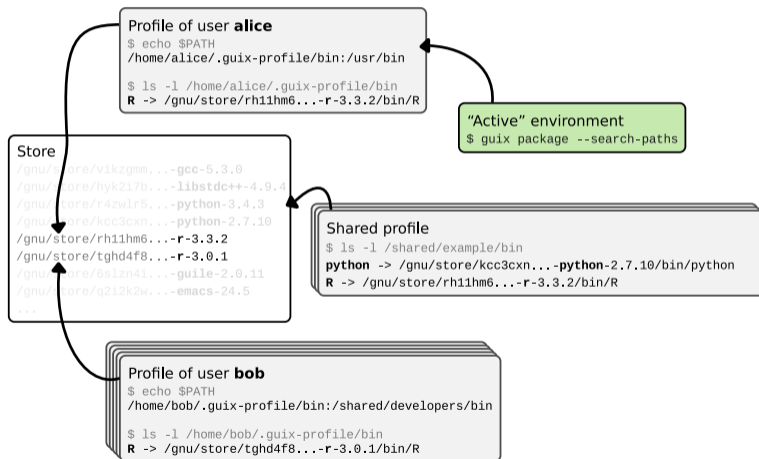 Profile of user alice
$ echo $PATH
/home/alice/.guix-profile/bin:/usr/bin
$ ls -l /home/alice/.guix-profile/bin
R -> /gnu/store/rh11hm6...-r-3.3.2/bin/R
“Active” environment
$ guix package --search-paths
Store
/gnu/store/vikzgmm...-gcc-5.3.0
/gnu/store/hyk2i7b...-libstdc++-4.9.4
/gnu/store/r4zwlr5...-python-3.4.3
/gnu/store/kcc3cxn...-python-2.7.10
/gnu/store/rh11hm6...-r-3.3.2
/gnu/store/tghd4f8...-r-3.0.1
/gnu/store/6slzn4i...-guile-2.0.11
/gnu/store/q2i2k2w...-emacs-24.5
...
Shared profile
$ ls -l /shared/example/bin
python -> /gnu/store/kcc3cxn...-python-2.7.10/bin/python
R -> /gnu/store/rh11hm6...-r-3.3.2/bin/R
Profile of user bob
$ echo $PATH
/home/bob/.guix-profile/bin:/shared/developers/bin
$ ls -l /home/bob/.guix-profile/bin
R -> /gnu/store/tghd4f8...-r-3.0.1/bin/R